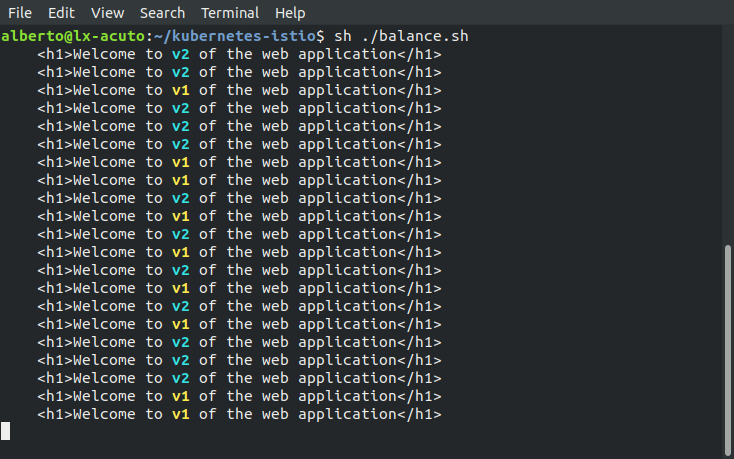 File Edit View Search Terminal Help
alberto@lx-acuto:~/kubernetes-istio$ sh ./balance.sh
<h1>Welcome to v2 of the web application</h1>
<h1>Welcome to v2 of the web application</h1>
<h1>Welcome to v1 of the web application</h1>
<h1>Welcome to v2 of the web application</h1>
<h1>Welcome to v2 of the web application</h1>
<h1>Welcome to v2 of the web application</h1>
<h1>Welcome to v1 of the web application</h1>
<h1>Welcome to v1 of the web application</h1>
<h1>Welcome to v2 of the web application</h1>
<h1>Welcome to v1 of the web application</h1>
<h1>Welcome to v2 of the web application</h1>
<h1>Welcome to v1 of the web application</h1>
<h1>Welcome to v2 of the web application</h1>
<h1>Welcome to v1 of the web application</h1>
<h1>Welcome to v2 of the web application</h1>
<h1>Welcome to v1 of the web application</h1>
<h1>Welcome to v2 of the web application</h1>
<h1>Welcome to v2 of the web application</h1>
<h1>Welcome to v2 of the web application</h1>
<h1>Welcome to v1 of the web application</h1>
<h1>Welcome to v1 of the web application</h1>